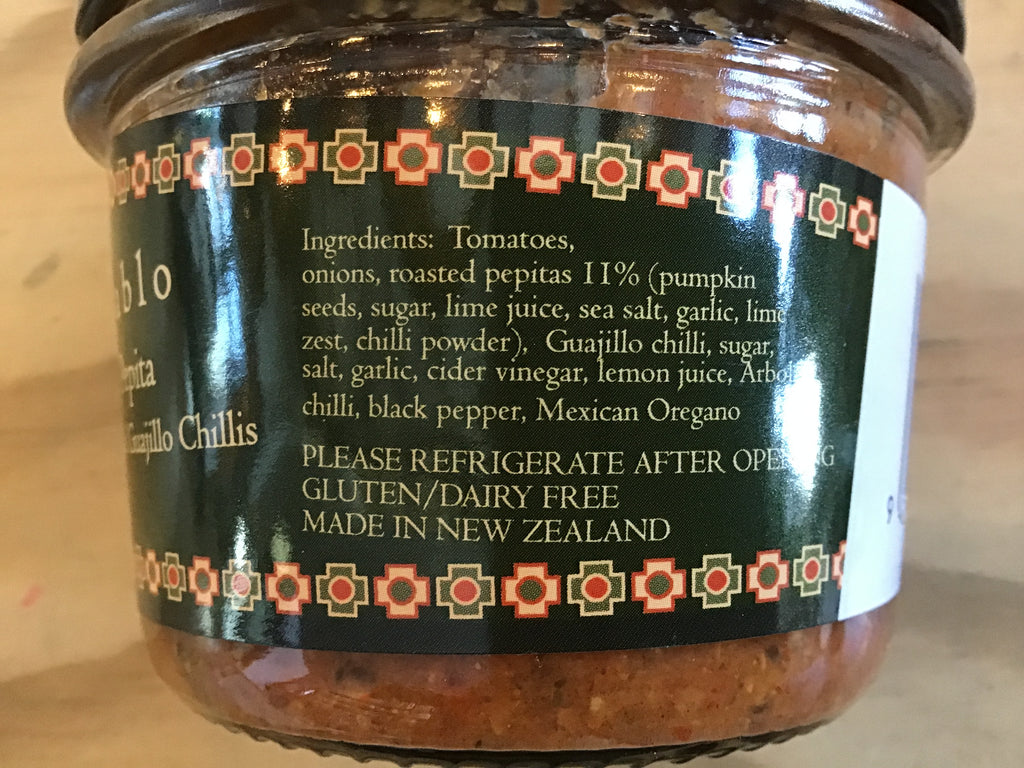 blo
Pepita
Guajillo Chillis
Ingredients: Tomatoes,
onions, roasted pepitas 11% (pumpkin
seeds, sugar, lime juice, sea salt, garlic, lime
zest, chilli powder), Guajillo chilli, sugar,
salt, garlic, cider vinegar, lemon juice, Arbol
chilli, black pepper, Mexican Oregano
PLEASE REFRIGERATE AFTER OPENING
GLUTEN/DAIRY FREE
MADE IN NEW ZEALAND
9